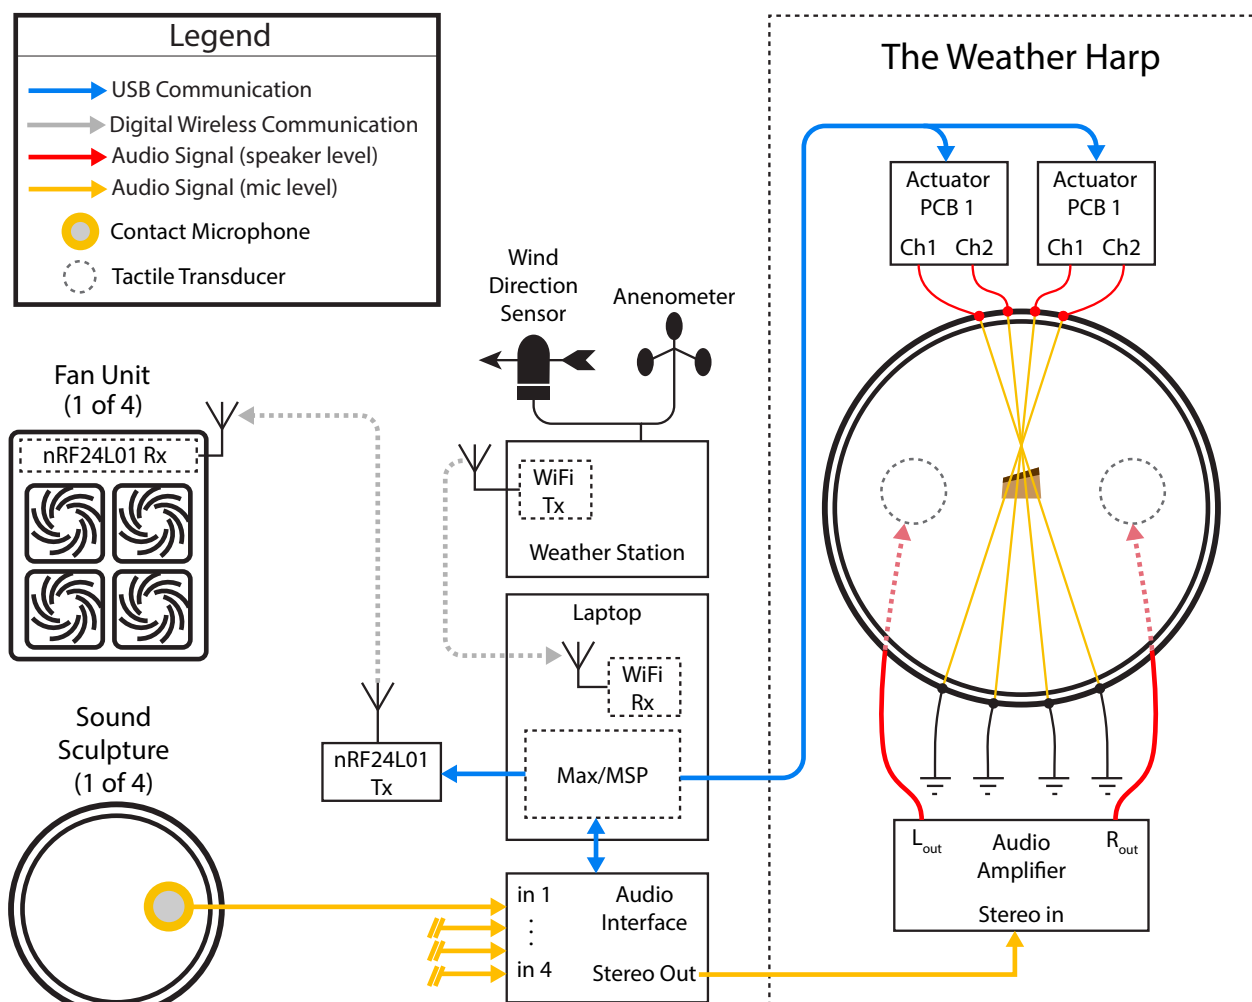 Legend
USB Communication
Digital Wireless Communication
Audio Signal (speaker level)
Audio Signal (mic level)
Contact Microphone
Tactile Transducer
The Weather Harp
Actuator
PCB 1
Ch1 Ch2
Actuator
PCB 1
Ch1 Ch2
Wind
Direction
Sensor
Anenometer
Fan Unit
(1 of 4)
nRF24L01 Rx
WiFi
Tx
Weather Station
Laptop
WiFi
Rx
Max/MSP
nRF24L01
Tx
Sound
Sculpture
(1 of 4)
in 1
:
in 4
Audio
Interface
Stereo Out
Lout
Rout
Audio
Amplifier
Stereo in